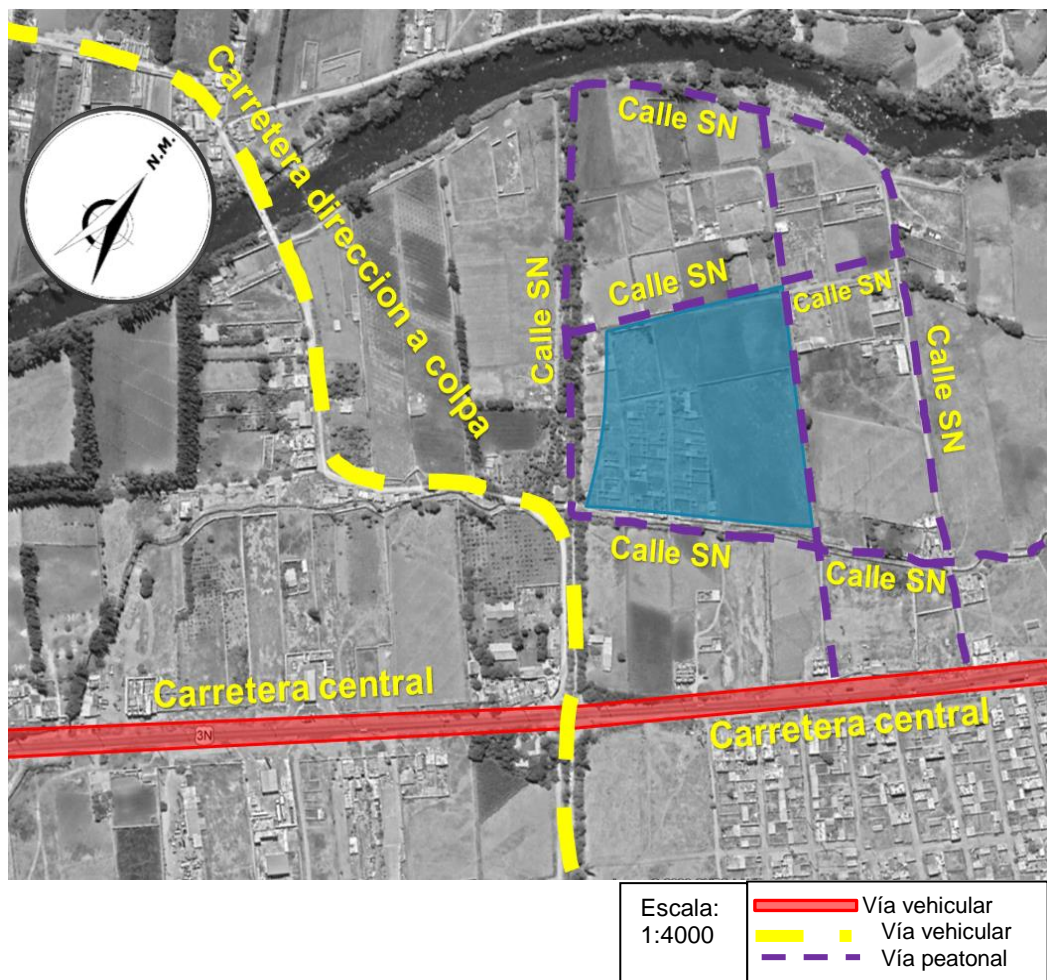 Carretera direccion a colpa
N.M.
Calle SN
Calle SN
Calle SN
Calle SN
Calle SN
Calle SN
Calle SN
Carretera central
3N
Carretera central
Escala:
1:4000
Vía vehicular
Vía vehicular
Vía peatonal